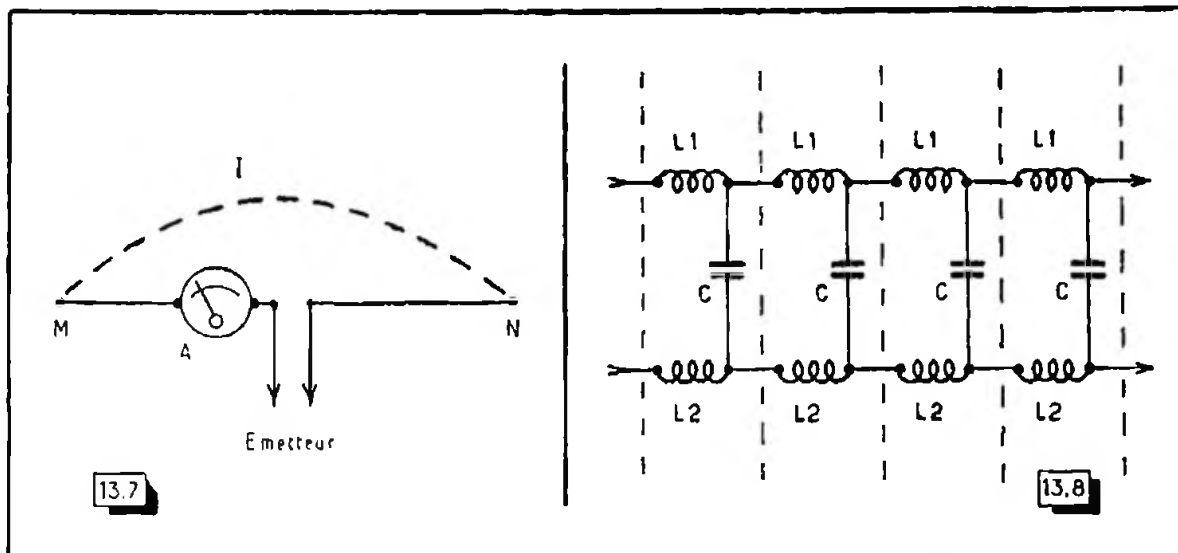 I
M
A
N
Emetteur
13.7
L1 L1 L1 L1
C C C C
L2 L2 L2 L2
13.8